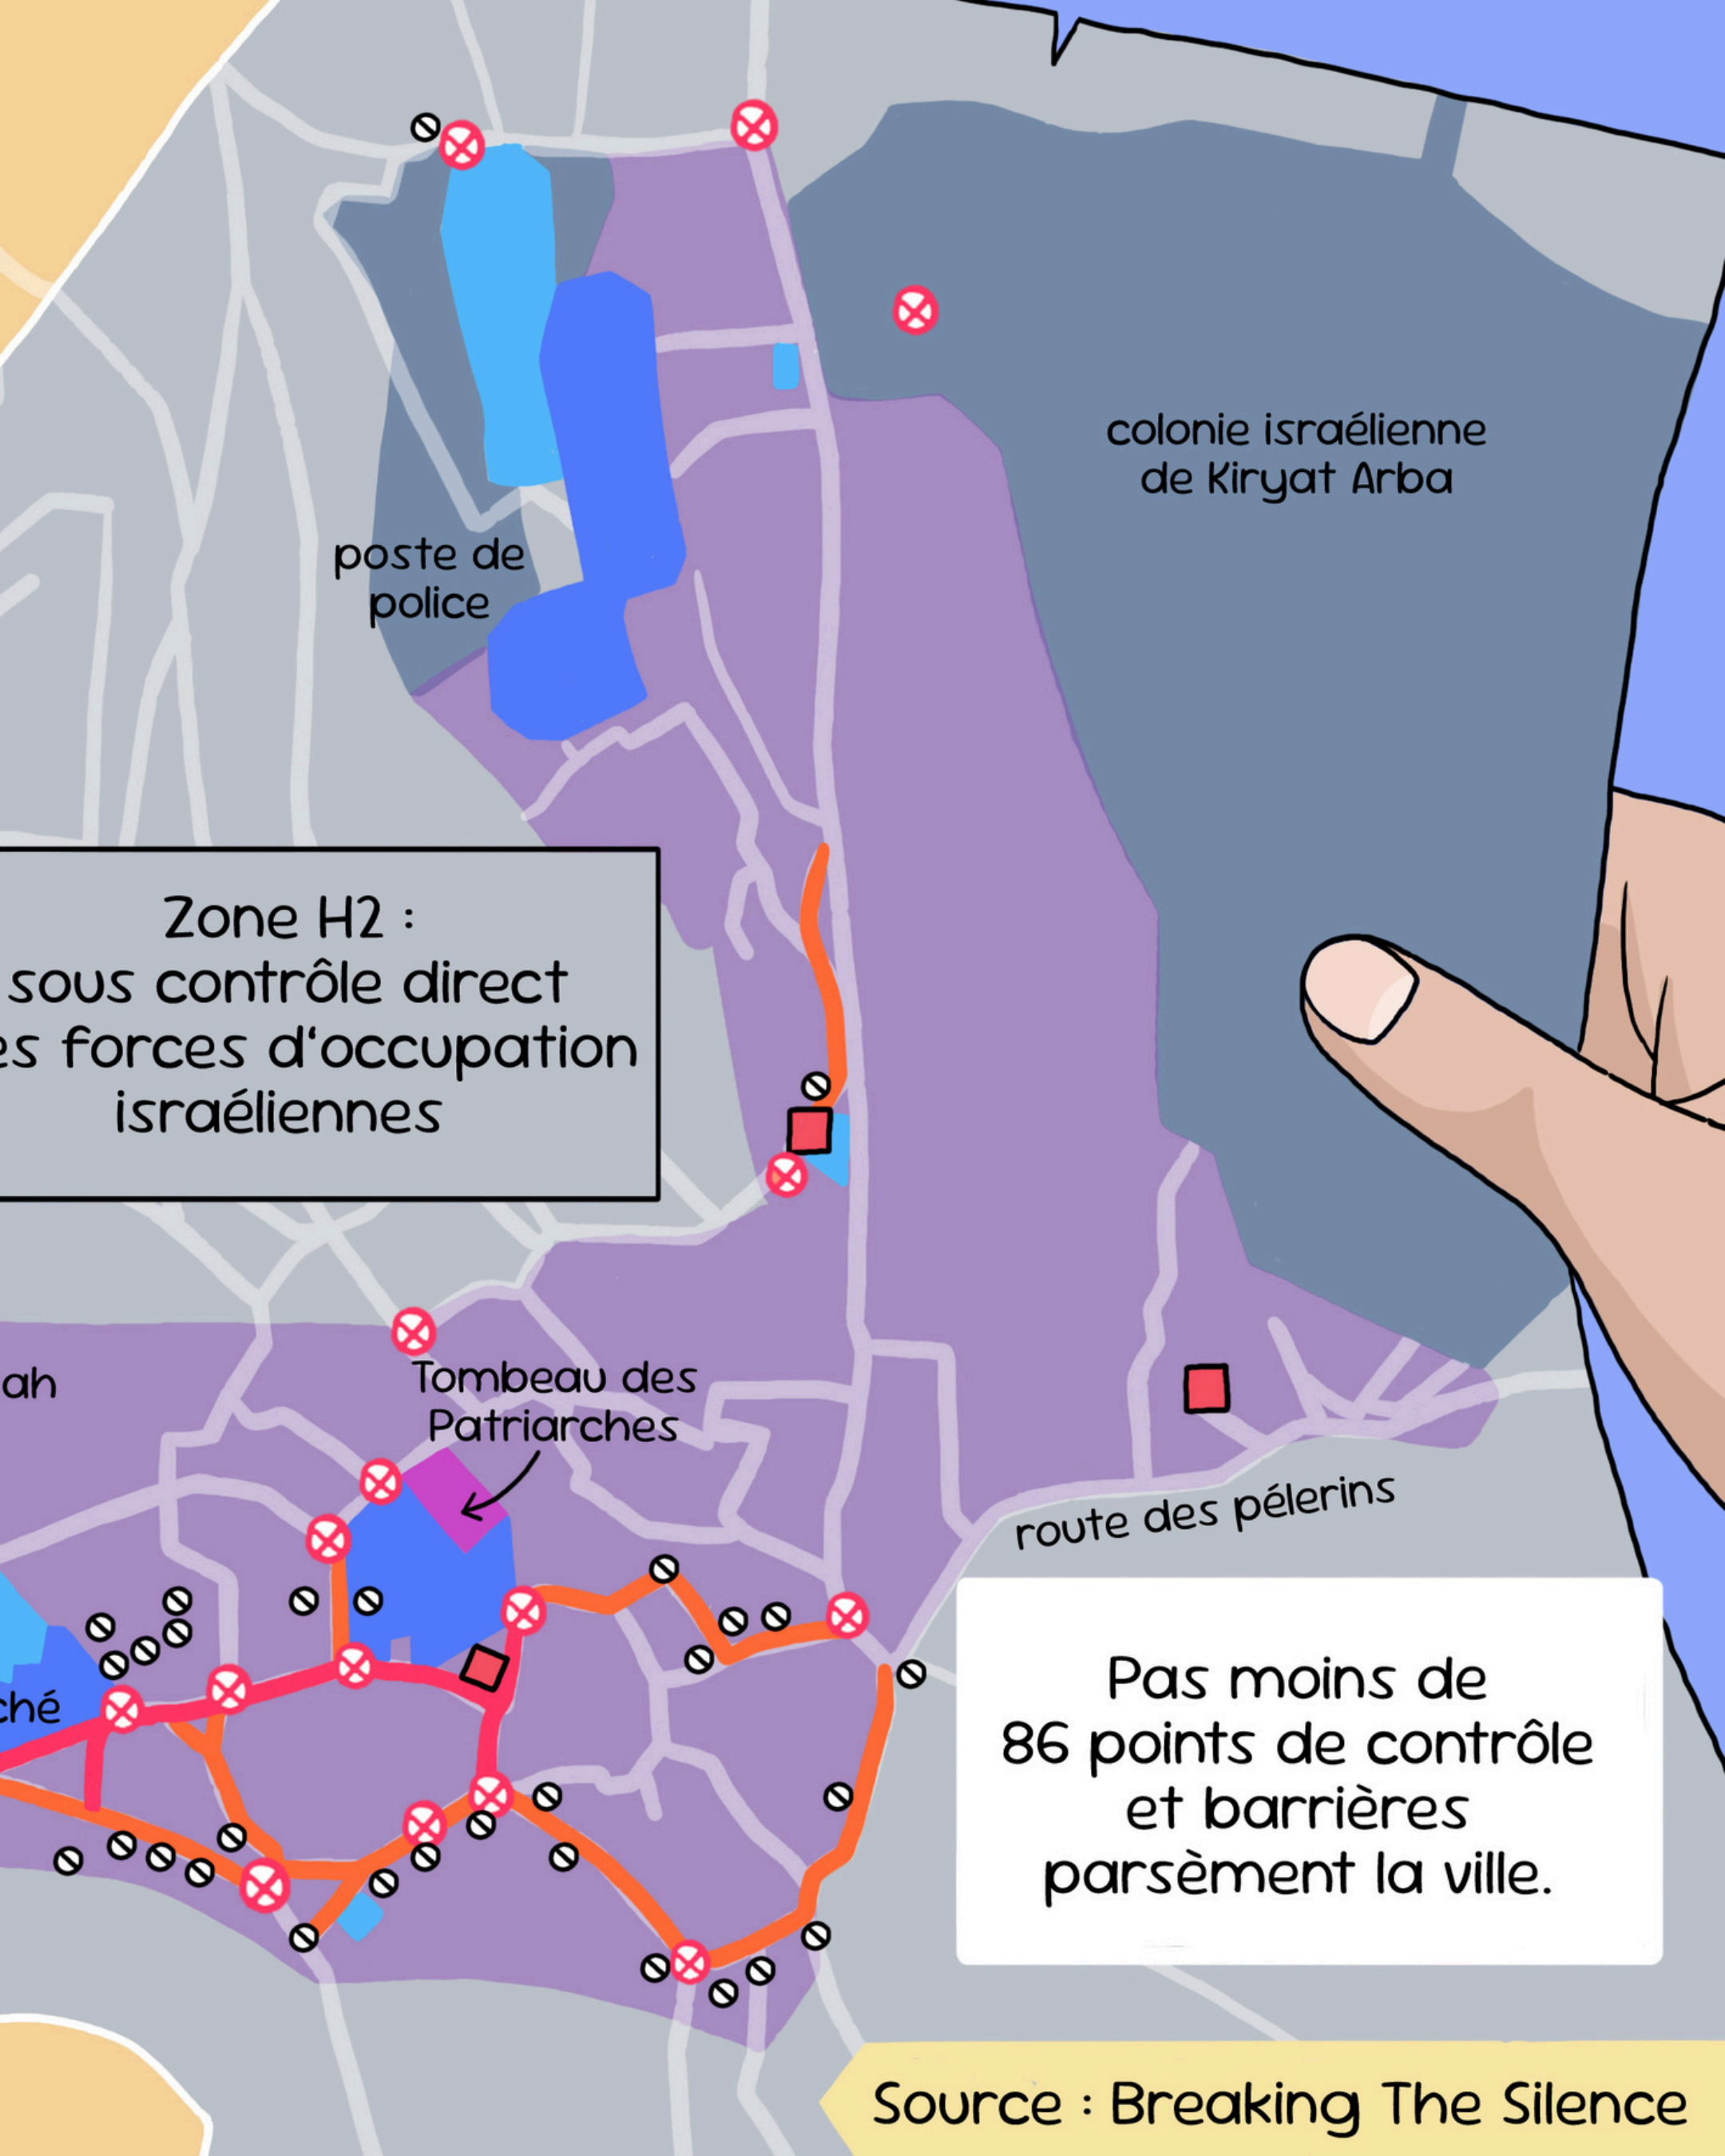 colonie israélienne
de Kiryat Arba
poste de
police
Zone H2 :
sous contrôle direct
es forces d'occupation
israéliennes
ah
Tombeau des
Patriarches
route des pélerins
ché
Pas moins de
86 points de contrôle
et barrières
parsèment la ville.
Source : Breaking The Silence